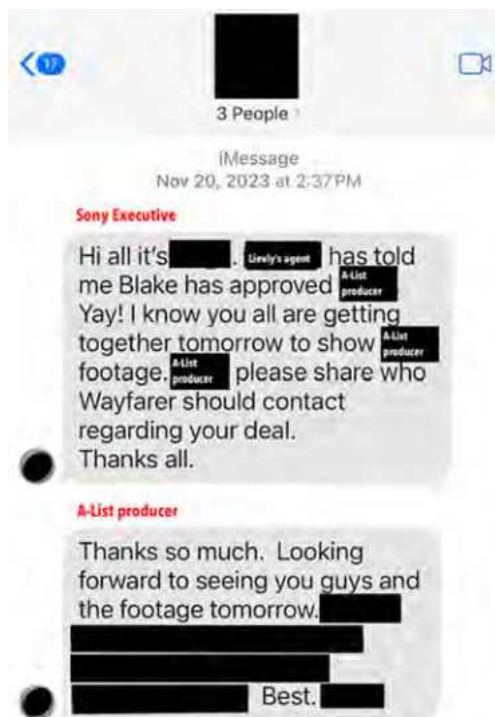 17
3 People
iMessage
Nov 20, 2023 at 2:37 PM
Sony Executive
Hi all it's . Lievly's agent has told
me Blake has approved A-List producer
Yay! I know you all are getting
together tomorrow to show A-List producer
footage. A-List producer please share who
Wayfarer should contact
regarding your deal.
Thanks all.
A-List producer
Thanks so much. Looking
forward to seeing you guys and
the footage tomorrow.
Best.